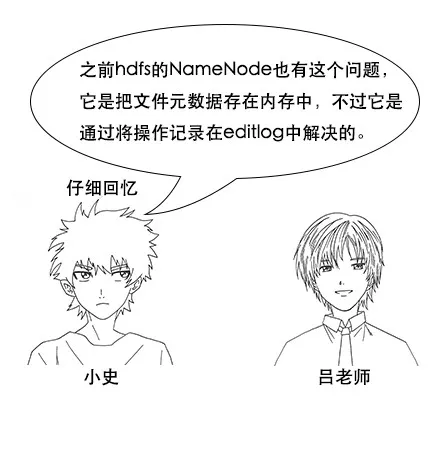 之前hdfs的NameNode也有这个问题，
它是把文件元数据存在内存中，不过它是
通过将操作记录在editlog中解决的。
仔细回忆
小史
吕老师